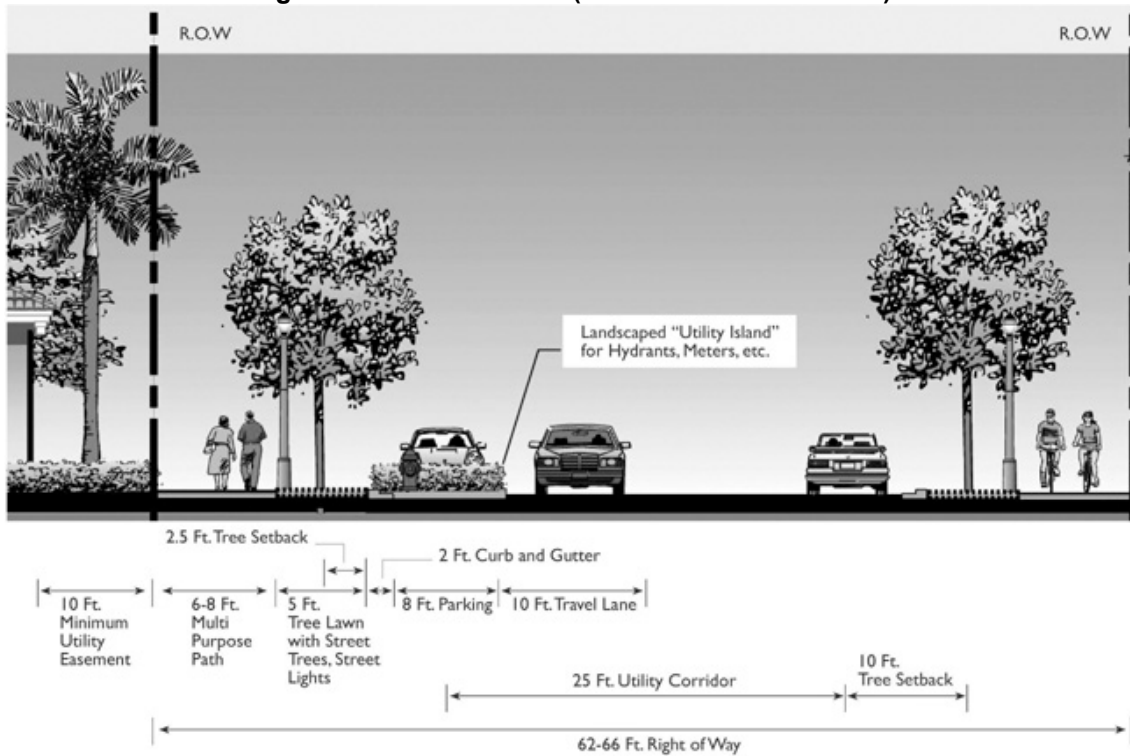 R.O.W
R.O.W
Landscaped “Utility Island”
for Hydrants, Meters, etc.
2.5 Ft. Tree Setback
2 Ft. Curb and Gutter
10 Ft.
Minimum
Utility
Easement
6-8 Ft.
Multi
Purpose
Path
5 Ft.
Tree Lawn
with Street
Trees, Street
Lights
8 Ft. Parking
10 Ft. Travel Lane
25 Ft. Utility Corridor
10 Ft.
Tree Setback
62-66 Ft. Right of Way